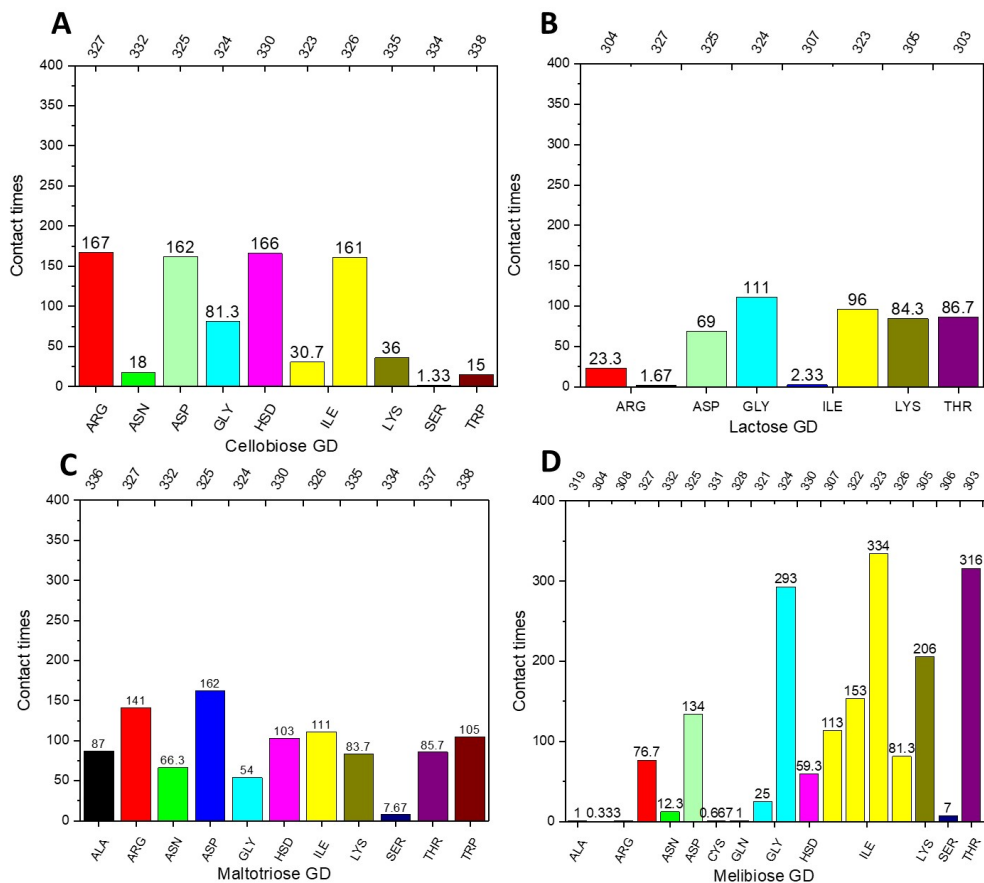 A
327 332 325 324 330 323 326 335 334 338
400
350
300
250
200
150
100
50
0
Contact times
167 18 162 81.3 166 30.7 161 36 1.33 15
ARG ASN ASP GLY HSD ILE LYS SER TRP
Cellobiose GD
B
304 327 325 324 307 323 305 303
400
350
300
250
200
150
100
50
0
Contact times
23.3 1.67 69 111 2.33 96 84.3 86.7
ARG ASP GLY ILE LYS THR
Lactose GD
C
336 327 332 325 324 330 326 335 334 337 338
400
350
300
250
200
150
100
50
0
Contact times
87 141 66.3 162 54 103 111 83.7 7.67 85.7 105
ALA ARG ASN ASP GLY HSD ILE LYS SER THR TRP
Maltotriose GD
D
319 304 308 327 332 325 331 328 321 324 330 307 322 323 326 305 306 303
400
300
200
100
0
Contact times
1 0.333 76.7 12.3 134 0.667 1 25 293 59.3 113 153 334 81.3 206 7 316
ALA ARG ASN ASP CYS GLN GLY HSD ILE LYS SER THR
Melibiose GD